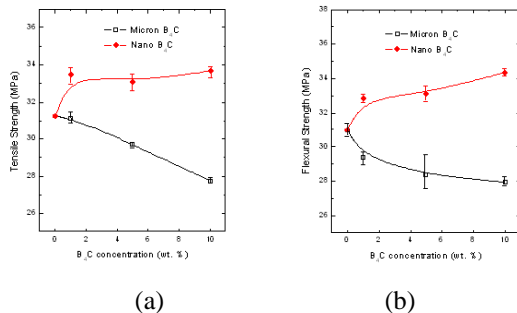 Micron B4C
Nano B4C
Tensile Strength (MPa)
36
34
32
30
28
26
0 2 4 6 8 10
B4C concentration (wt. %)
(a)
Micron B4C
Nano B4C
Flexural Strength (MPa)
38
36
34
32
30
28
26
0 2 4 6 8 10
B4C concentration (wt. %)
(b)